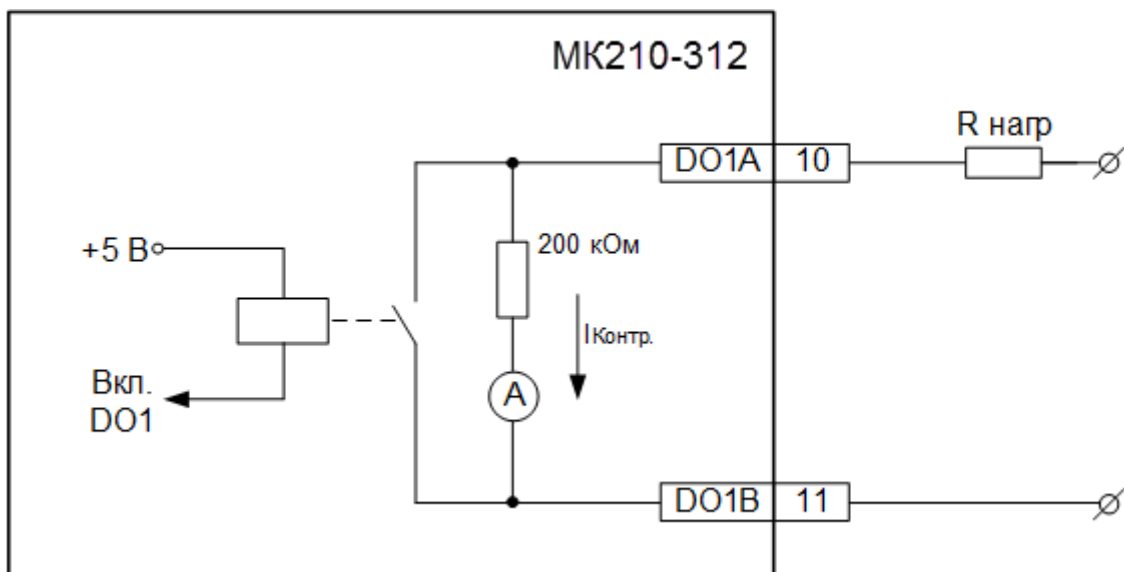 МК210-312
R нагр
DO1A 10
200 кОм
+5 В
Iконтр.
Вкл.
DO1
A
DO1B 11